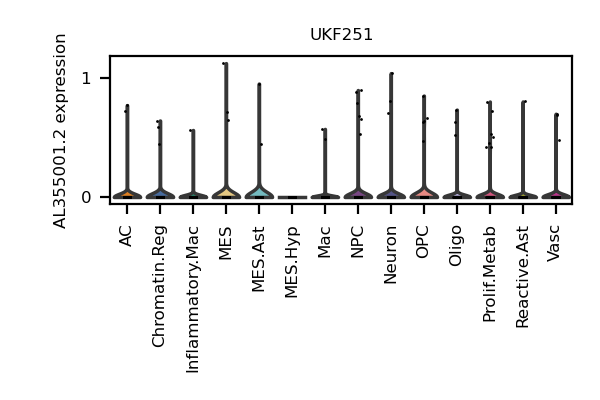 UKF251
AL355001.2 expression
1
0
AC
Chromatin.Reg
Inflammatory.Mac
MES
MES.Ast
MES.Hyp
Mac
NPC
Neuron
OPC
Oligo
Prolif.Metab
Reactive.Ast
Vasc